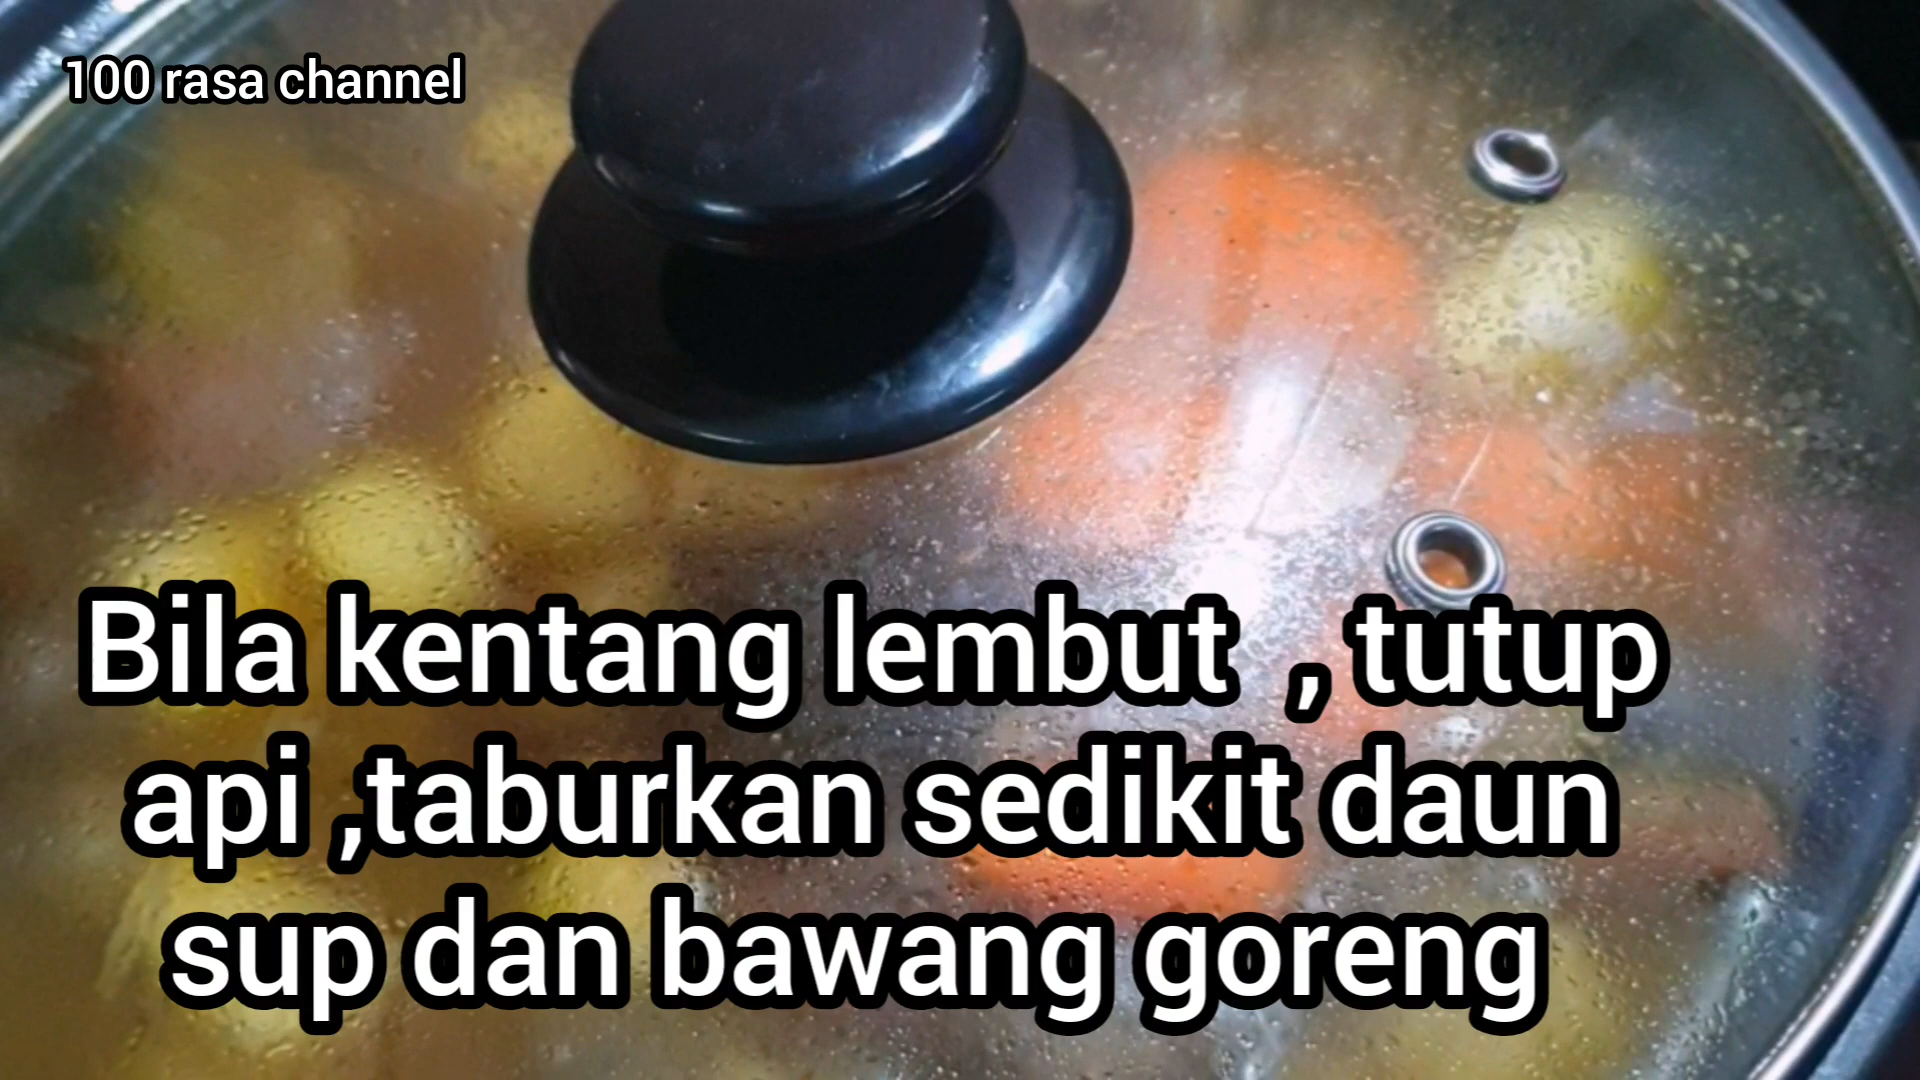 100 rasa channel
Bila kentang lembut , tutup
api ,taburkan sedikit daun
sup dan bawang goreng